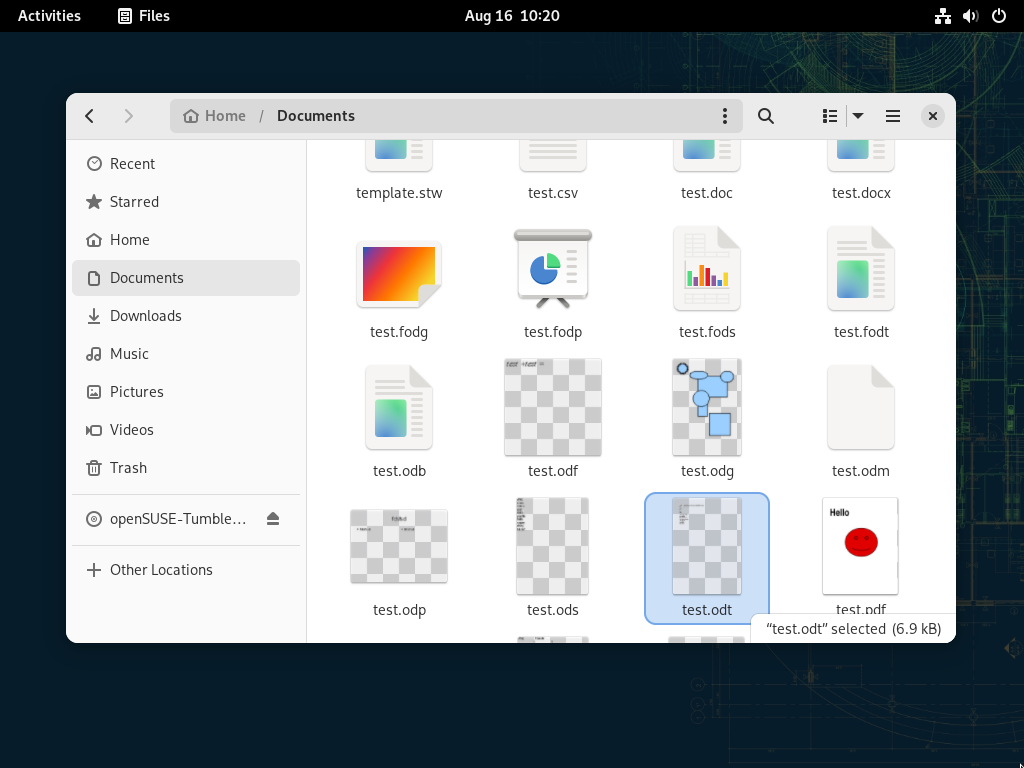 Activities Files Aug 16 10:20
Home / Documents
Recent
Starred
Home
Documents
Downloads
Music
Pictures
Videos
Trash
openSUSE-Tumble...
Other Locations
template.stw test.csv test.doc test.docx
test.fodg test.fodp test.fods test.fodt
test.odb test.odf test.odg test.odm
Hello
test.odp test.ods test.odt test.pdf
“test.odt” selected (6.9 kB)